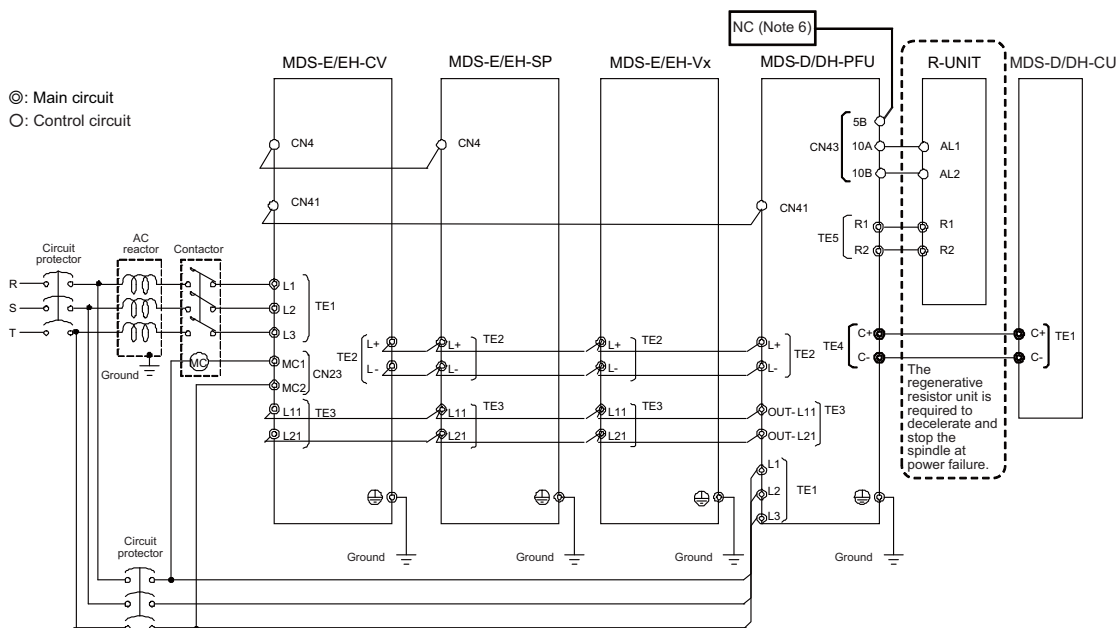 NC (Note 6)
MDS-E/EH-CV
MDS-E/EH-SP
MDS-E/EH-Vx
MDS-D/DH-PFU
R-UNIT
MDS-D/DH-CU
◎: Main circuit
○: Control circuit
CN4
CN4
CN43
5B
10A
10B
AL1
AL2
CN41
CN41
TE5
R1
R2
R1
R2
Circuit
protector
AC
reactor
Contactor
R
S
T
L1
L2
L3
TE1
Ground
MC
MC1
MC2
CN23
TE2
L+
L-
L+
L-
TE2
L+
L-
TE2
L+
L-
TE2
TE4
C+
C-
C+
C-
TE1
L11
L21
TE3
L11
L21
TE3
L11
L21
TE3
OUT-L11
OUT-L21
TE3
The
regenerative
resistor unit is
required to
decelerate and
stop the
spindle at
power failure.
L1
L2
L3
TE1
Ground
Ground
Ground
Ground
Circuit
protector